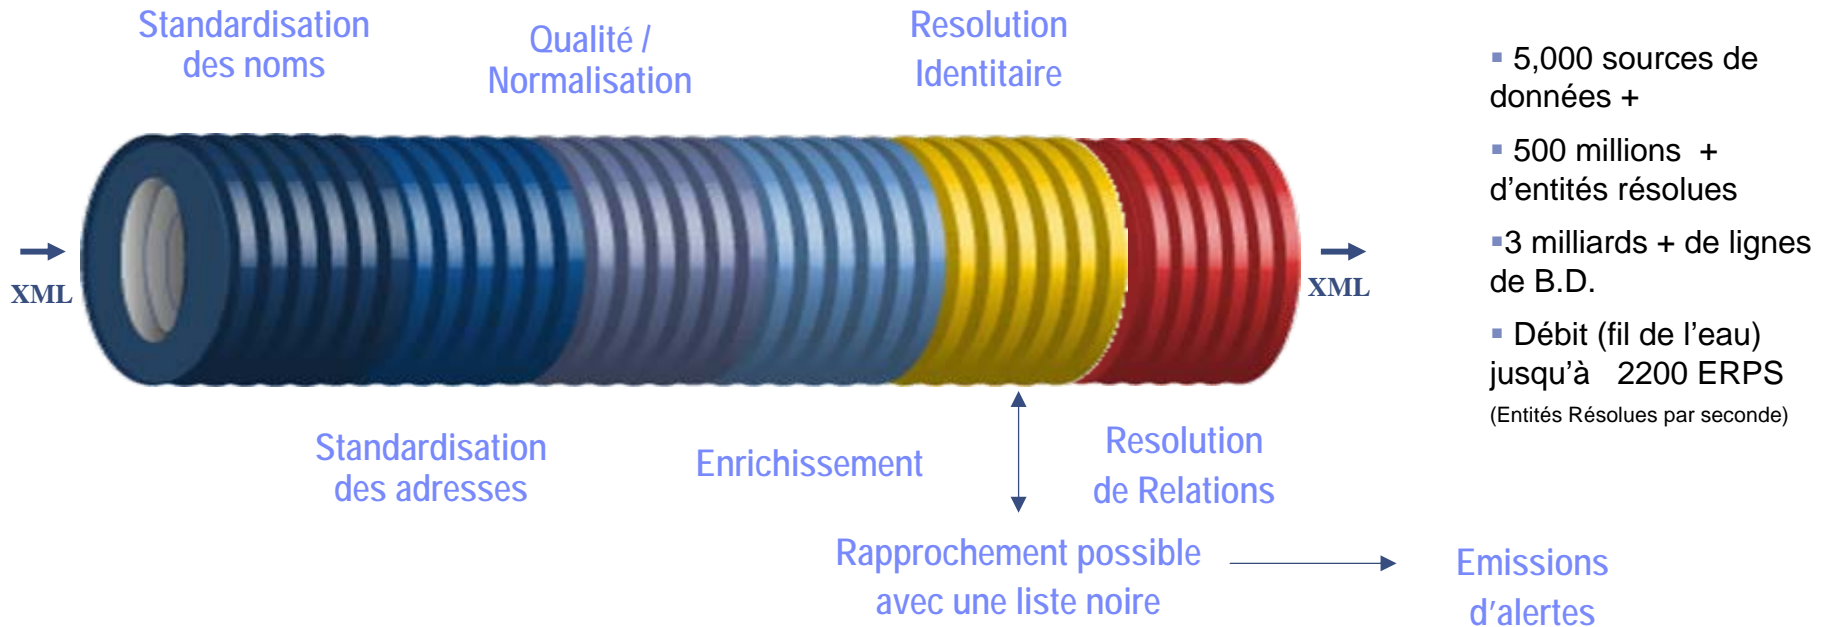 Standardisation
des noms
Qualité /
Normalisation
Resolution
Identitaire
XML
XML
Standardisation
des adresses
Enrichissement
Resolution
de Relations
Rapprochement possible
avec une liste noire
Emissions
d'alertes
▪ 5,000 sources de
données +
▪ 500 millions +
d'entités résolues
▪3 milliards + de lignes
de B.D.
▪ Débit (fil de l'eau)
jusqu'à 2200 ERPS
(Entités Résolues par seconde)